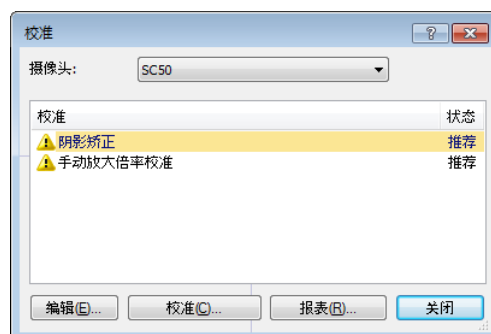 校准
摄像头: SC50
校准 状态
阴影矫正 推荐
手动放大倍率校准 推荐
编辑(E)... 校准(C)... 报表(R)... 关闭